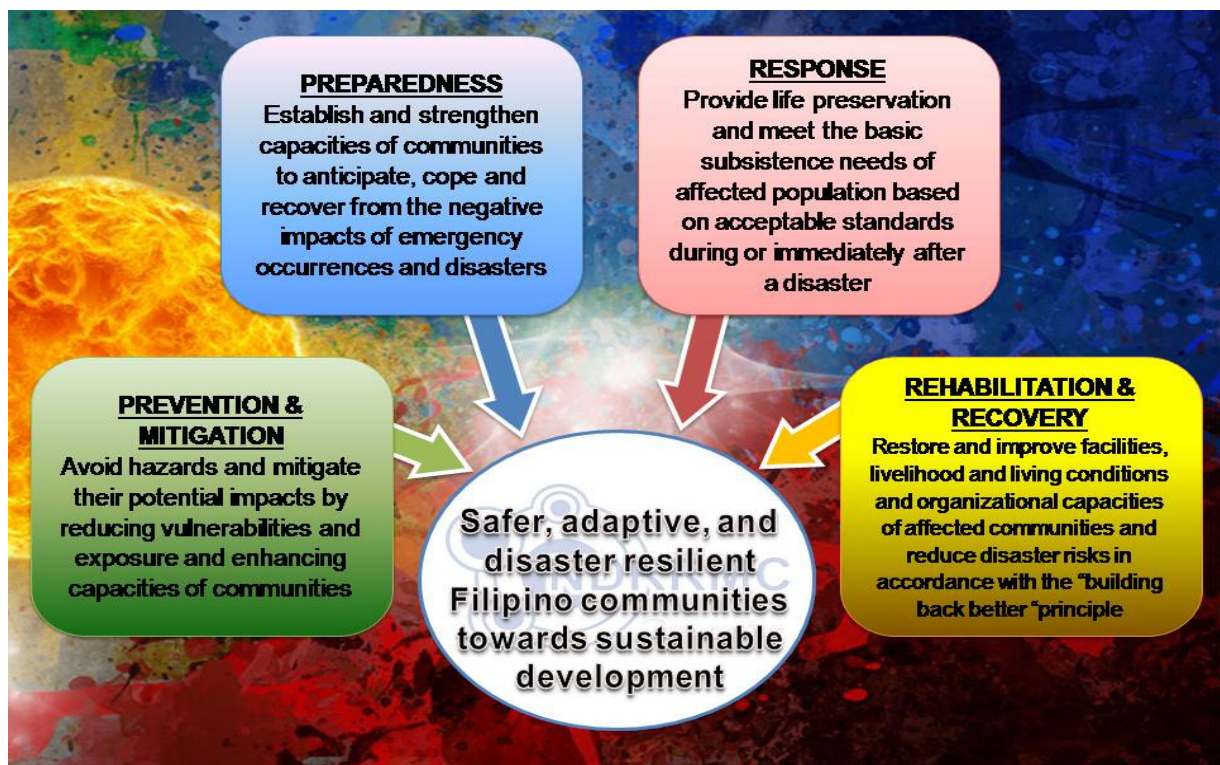 PREPAREDNESS
Establish and strengthen
capacities of communities
to anticipate, cope and
recover from the negative
impacts of emergency
occurrences and disasters
RESPONSE
Provide life preservation
and meet the basic
subsistence needs of
affected population based
on acceptable standards
during or immediately after
a disaster
PREVENTION &
MITIGATION
Avoid hazards and mitigate
their potential impacts by
reducing vulnerabilities and
exposure and enhancing
capacities of communities
REHABILITATION &
RECOVERY
Restore and improve facilities,
livelihood and living conditions
and organizational capacities
of affected communities and
reduce disaster risks in
accordance with the “building
back better “principle
Safer, adaptive, and
disaster resilient
Filipino communities
towards sustainable
development